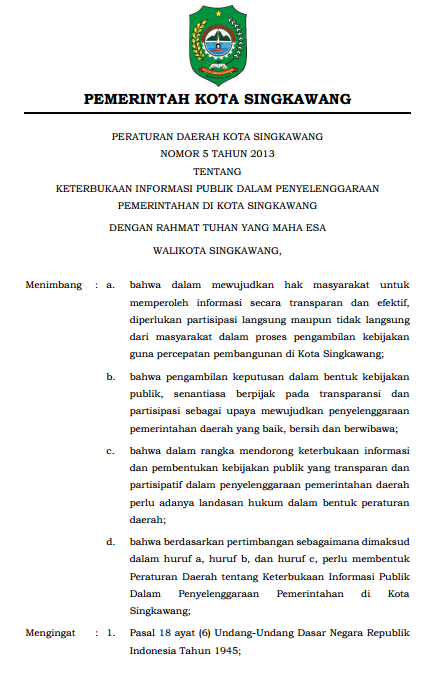 PEMERINTAH KOTA SINGKAWANG
PERATURAN DAERAH KOTA SINGKAWANG
NOMOR 5 TAHUN 2013
TENTANG
KETERBUKAAN INFORMASI PUBLIK DALAM PENYELENGGARAAN
PEMERINTAHAN DI KOTA SINGKAWANG
DENGAN RAHMAT TUHAN YANG MAHA ESA
WALIKOTA SINGKAWANG,
Menimbang : a. bahwa dalam mewujudkan hak masyarakat untuk
memperoleh informasi secara transparan dan efektif,
diperlukan partisipasi langsung maupun tidak langsung
dari masyarakat dalam proses pengambilan kebijakan
guna percepatan pembangunan di Kota Singkawang;
b. bahwa pengambilan keputusan dalam bentuk kebijakan
publik, senantiasa berpijak pada transparansi dan
partisipasi sebagai upaya mewujudkan penyelenggaraan
pemerintahan daerah yang baik, bersih dan berwibawa;
c. bahwa dalam rangka mendorong keterbukaan informasi
dan pembentukan kebijakan publik yang transparan dan
partisipatif dalam penyelenggaraan pemerintahan daerah
perlu adanya landasan hukum dalam bentuk peraturan
daerah;
d. bahwa berdasarkan pertimbangan sebagaimana dimaksud
dalam huruf a, huruf b, dan huruf c, perlu membentuk
Peraturan Daerah tentang Keterbukaan Informasi Publik
Dalam Penyelenggaraan Pemerintahan di Kota
Singkawang;
Mengingat : 1. Pasal 18 ayat (6) Undang-Undang Dasar Negara Republik
Indonesia Tahun 1945;